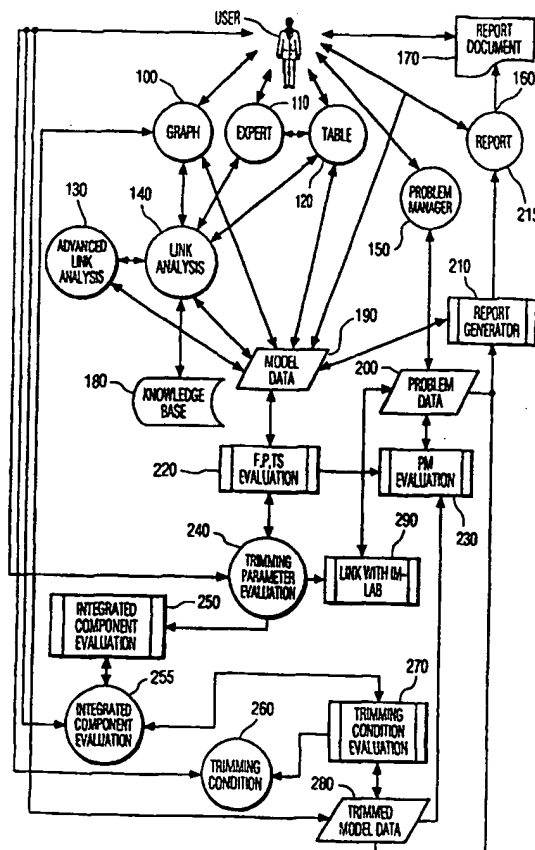 USER
REPORT
DOCUMENT
170
160
100
GRAPH
110
EXPERT
TABLE
120
REPORT
215
130
140
ADVANCED
LINK
ANALYSIS
LINK
ANALYSIS
PROBLEM
MANAGER
150
210
REPORT
GENERATOR
190
MODEL
DATA
180
KNOWLEDGE
BASE
200
PROBLEM
DATA
220
F,P,TS
EVALUATION
PM
EVALUATION
230
240
TRIMMING
PARAMETER
EVALUATION
290
LINK WITH IM-
LAB
250
INTEGRATED
COMPONENT
EVALUATION
255
INTEGRATED
COMPONENT
EVALUATION
260
TRIMMING
CONDITION
270
TRIMMING
CONDITION
EVALUATION
280
TRIMMED
MODEL DATA